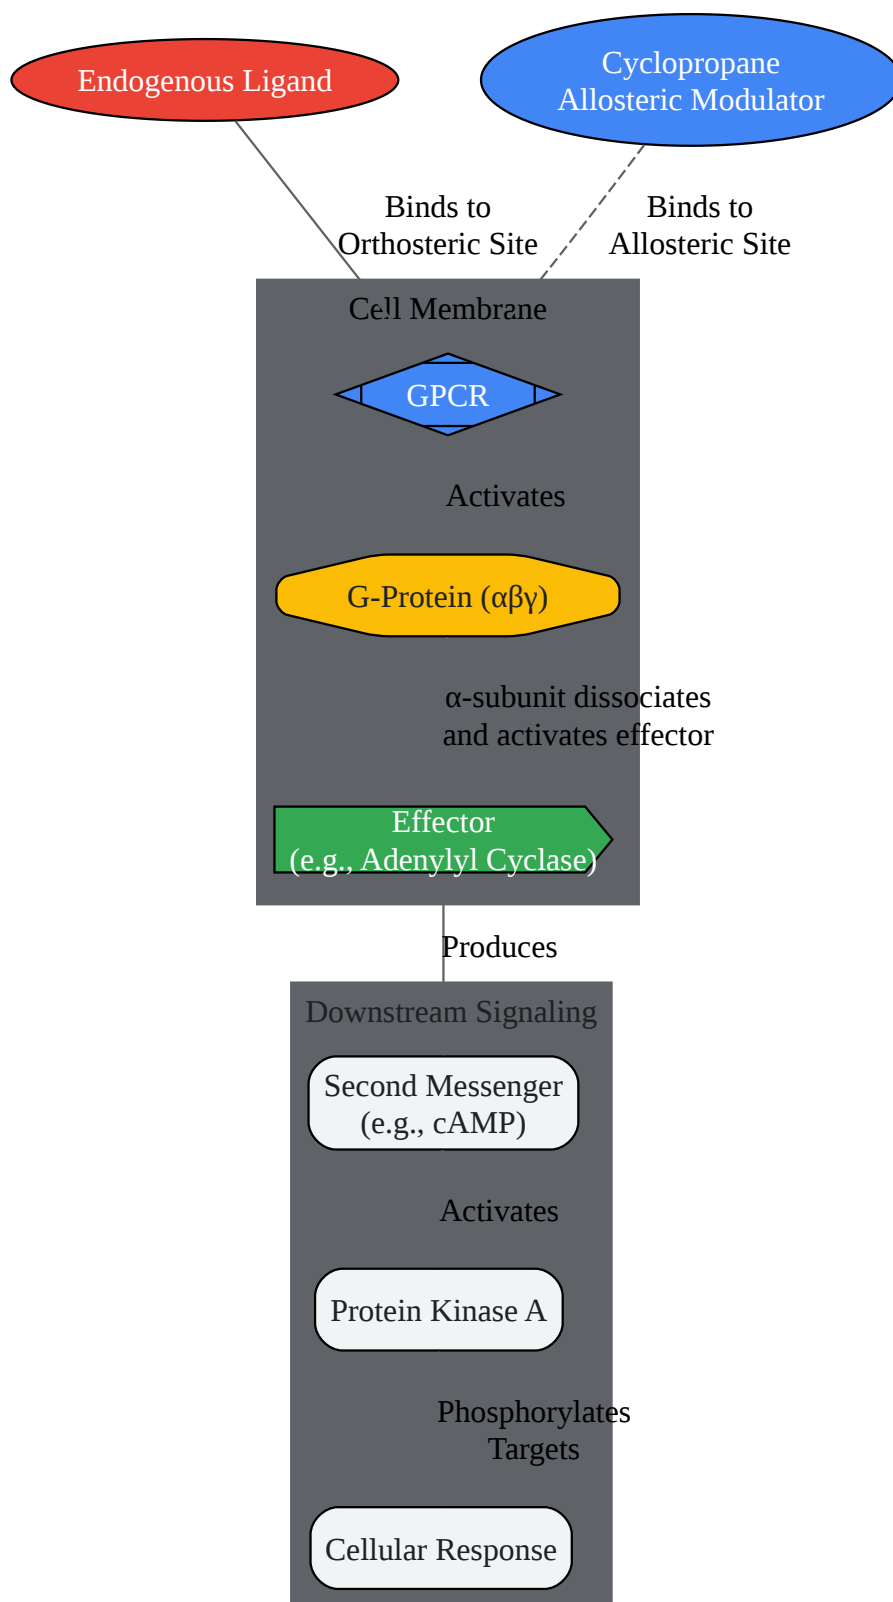 Endogenous Ligand
Cyclopropane
Allosteric Modulator
Binds to
Orthosteric Site
Binds to
Allosteric Site
Cell Membrane
GPCR
Activates
G-Protein (αβγ)
α-subunit dissociates
and activates effector
Effector
(e.g., Adenylyl Cyclase)
Produces
Downstream Signaling
Second Messenger
(e.g., cAMP)
Activates
Protein Kinase A
Phosphorylates
Targets
Cellular Response